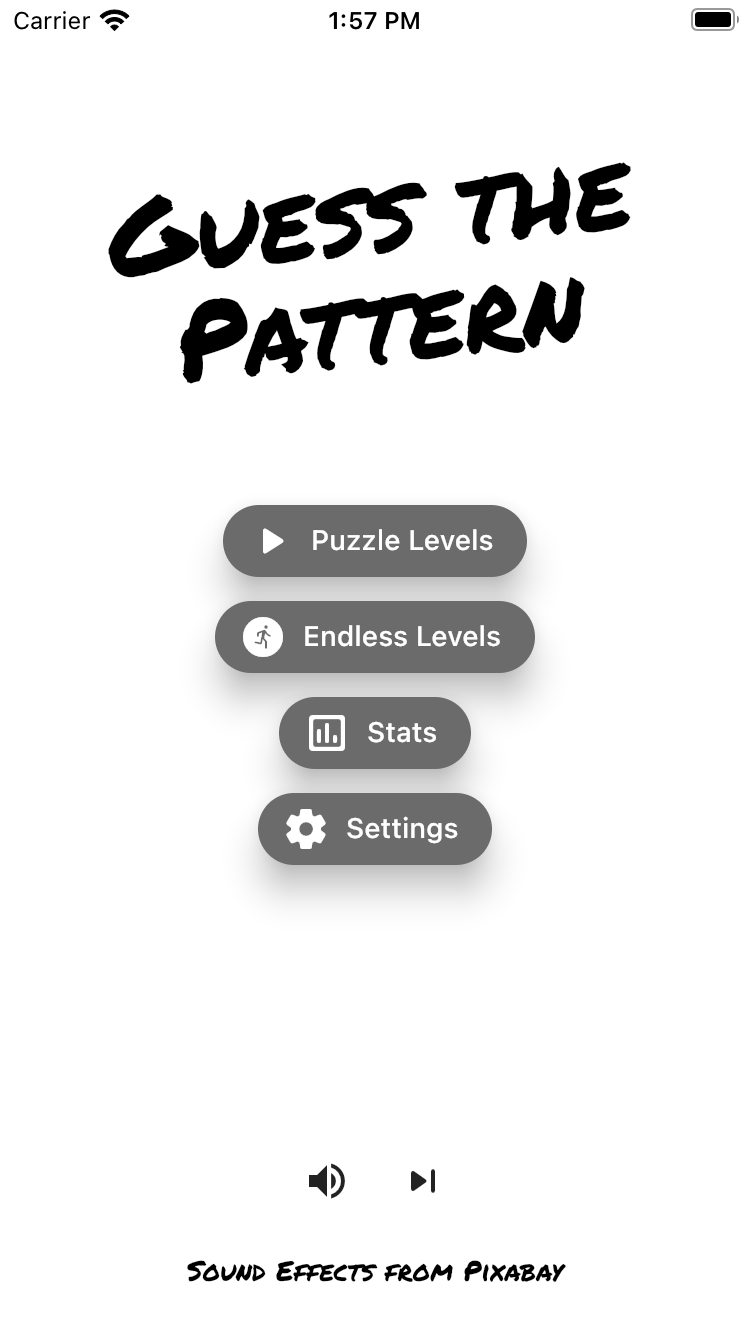 Carrier 1:57 PM
Guess the
Pattern
Puzzle Levels
Endless Levels
Stats
Settings
Sound Effects from Pixabay